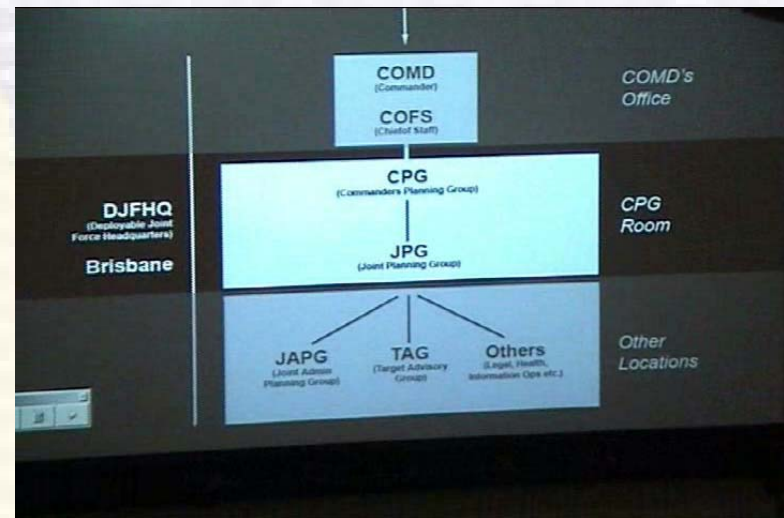 COMD
(Commander)
COFS
(Chief of Staff)
COMD's
Office
DJFHQ
(Deployable Joint
Force Headquarters)
Brisbane
CPG
(Commanders Planning Group)
JPG
(Joint Planning Group)
CPG
Room
JAPG
(Joint Admin
Planning Group)
TAG
(Target Advisory
Group)
Others
(Legal, Health,
Information Ops etc.)
Other
Locations